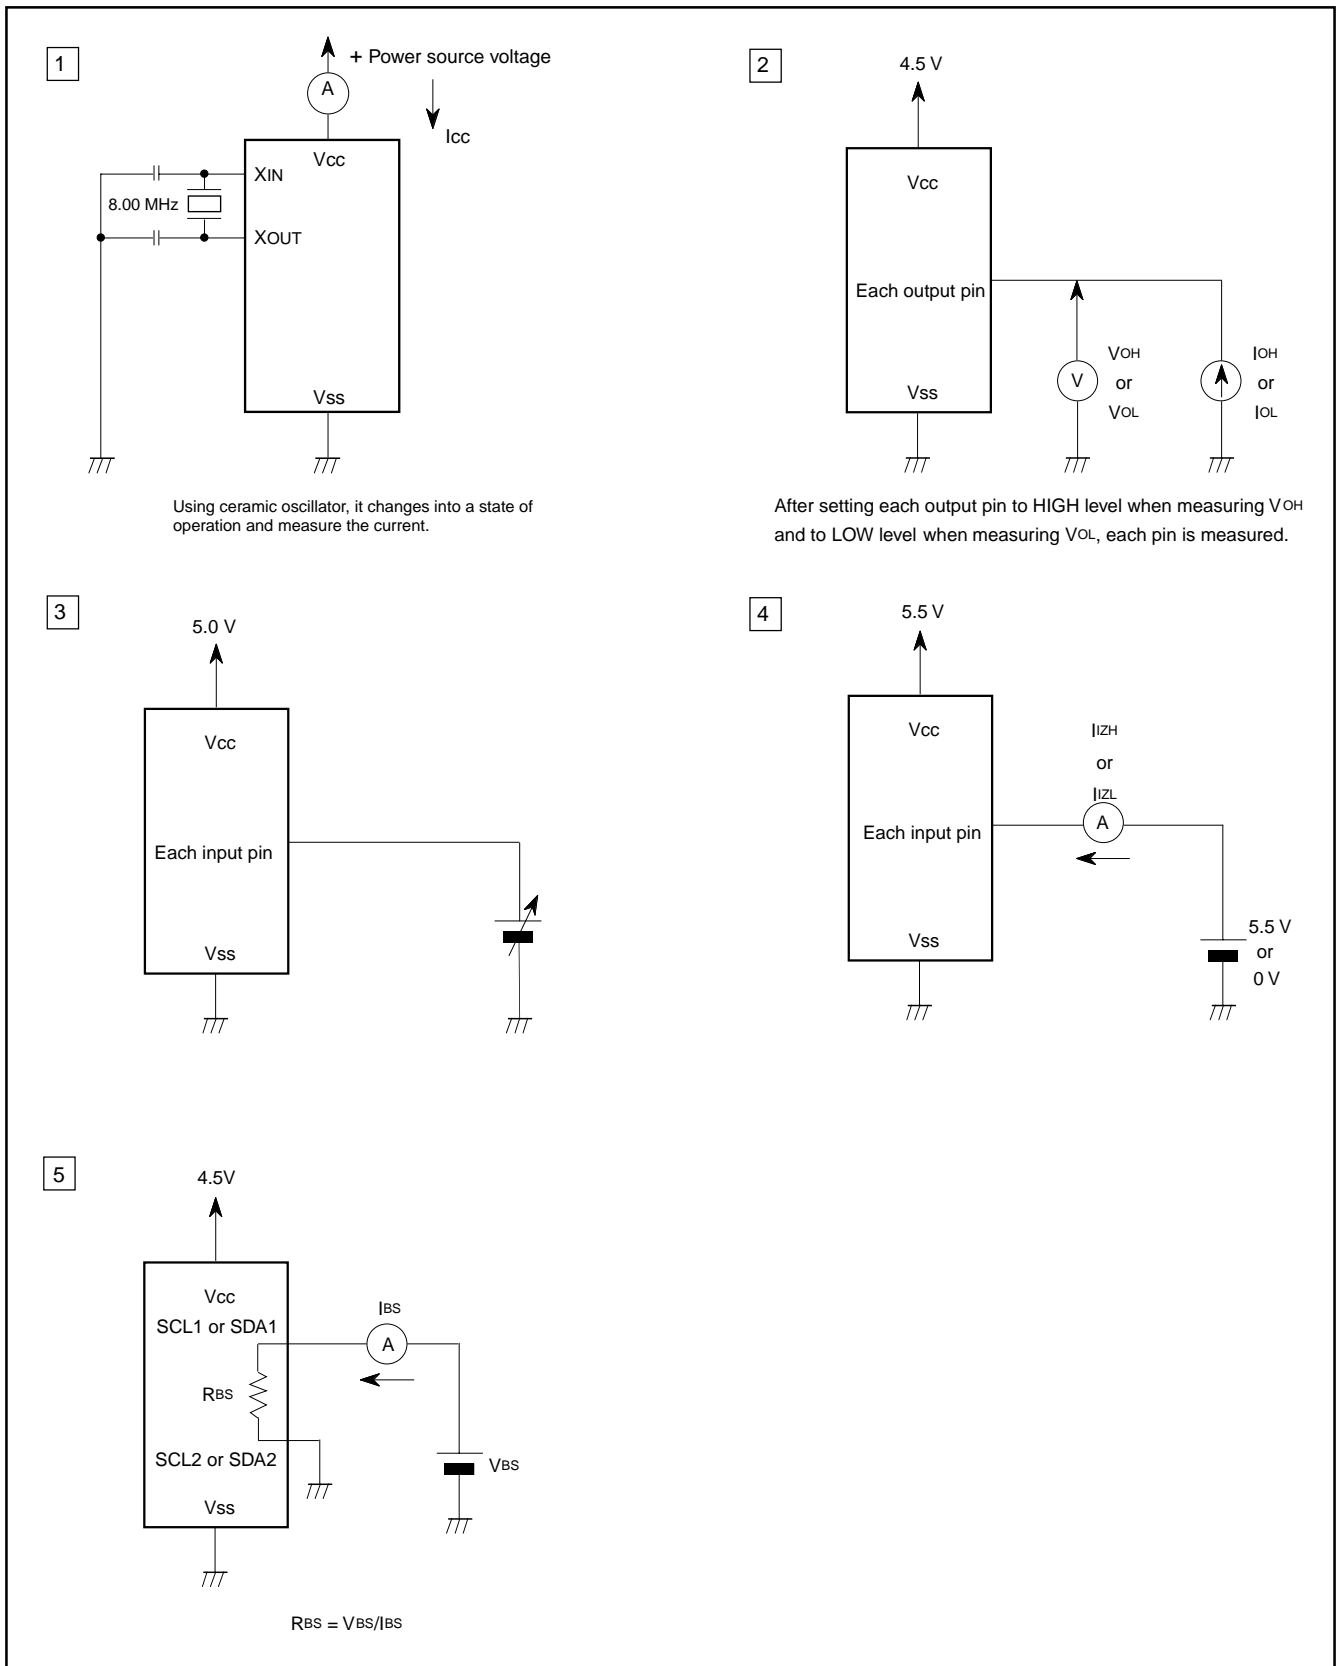 1
+ Power source voltage
A
Icc
Vcc
XIN
8.00 MHz
XOUT
Vss
Using ceramic oscillator, it changes into a state of
operation and measure the current.
2
4.5 V
Vcc
Each output pin
VOH
or
VOL
V
IOH
or
IOL
Vss
After setting each output pin to HIGH level when measuring VOH
and to LOW level when measuring VOL, each pin is measured.
3
5.0 V
Vcc
Each input pin
Vss
4
5.5 V
Vcc
IIZH
or
IIZL
A
Each input pin
Vss
5.5 V
or
0 V
5
4.5V
Vcc
SCL1 or SDA1
IBS
A
RBS
SCL2 or SDA2
VBS
Vss
RBS = VBS/IBS